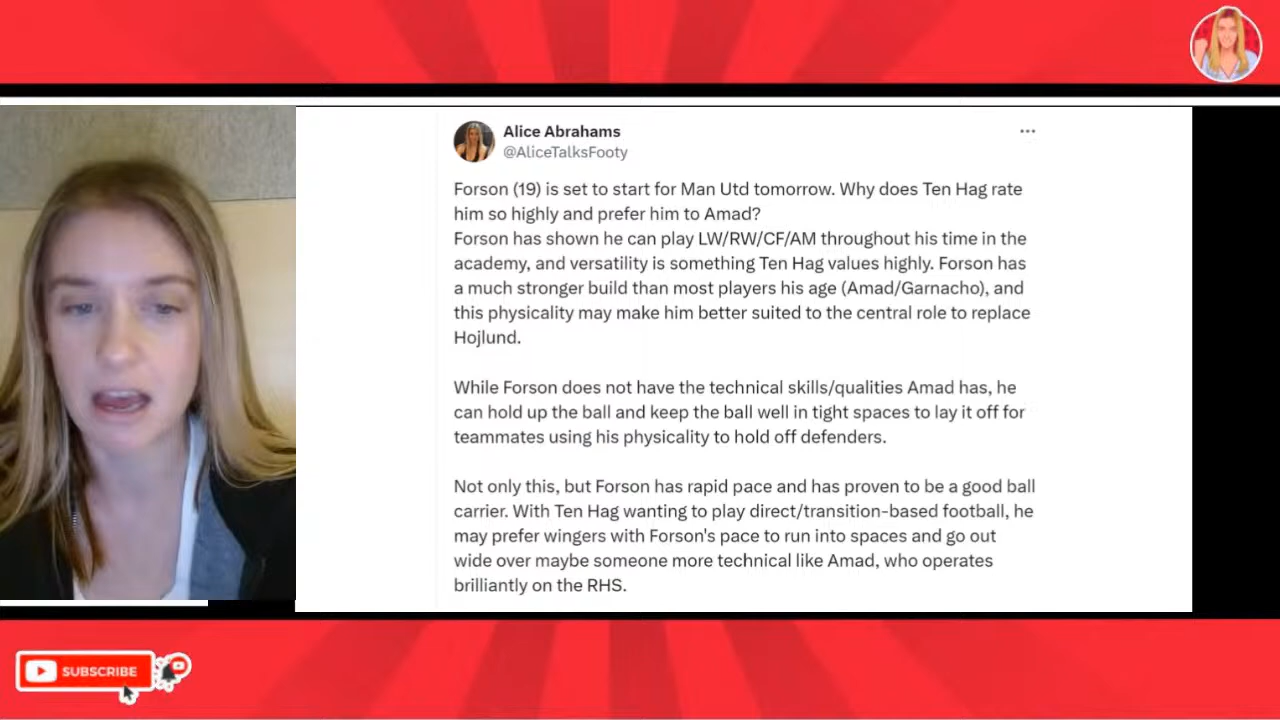 Alice Abrahams
@AliceTalksFooty
Forson (19) is set to start for Man Utd tomorrow. Why does Ten Hag rate
him so highly and prefer him to Amad?
Forson has shown he can play LW/RW/CF/AM throughout his time in the
academy, and versatility is something Ten Hag values highly. Forson has
a much stronger build than most players his age (Amad/Garnacho), and
this physicality may make him better suited to the central role to replace
Hojlund.
While Forson does not have the technical skills/qualities Amad has, he
can hold up the ball and keep the ball well in tight spaces to lay it off for
teammates using his physicality to hold off defenders.
Not only this, but Forson has rapid pace and has proven to be a good ball
carrier. With Ten Hag wanting to play direct/transition-based football, he
may prefer wingers with Forson's pace to run into spaces and go out
wide over maybe someone more technical like Amad, who operates
brilliantly on the RHS.
SUBSCRIBE